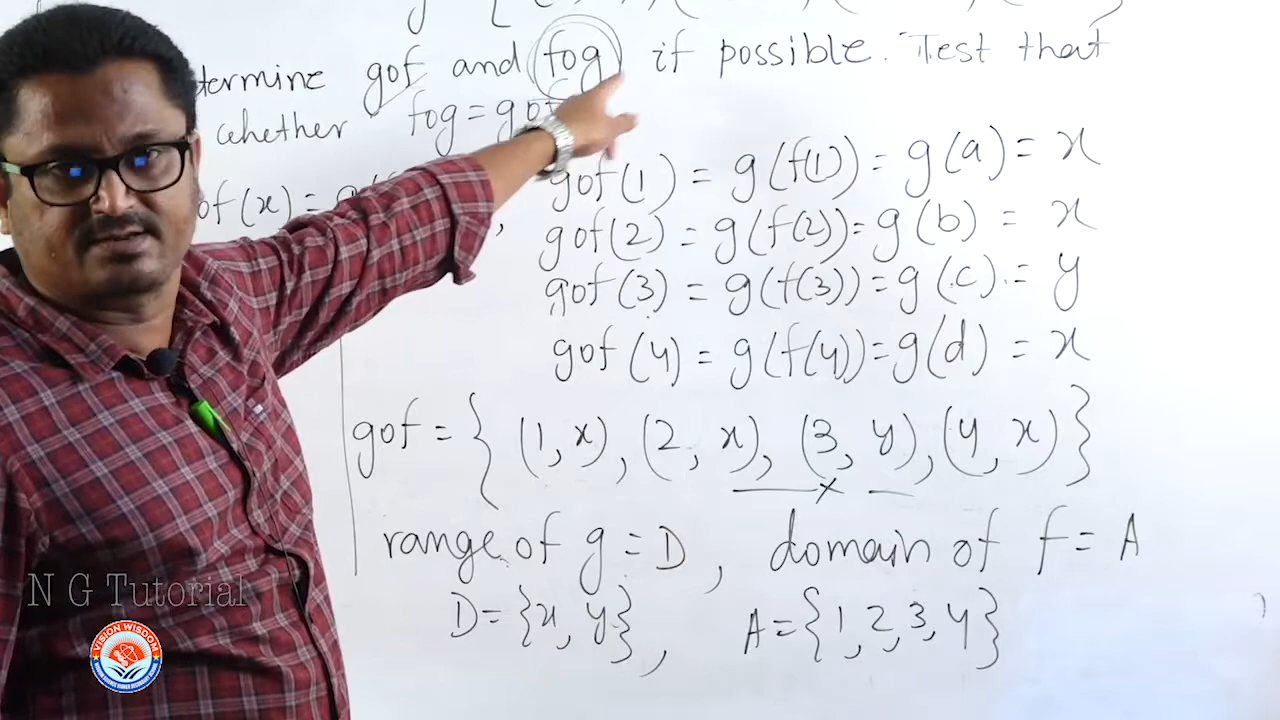 g {
termine gof and fog if possible. Test that
whether fog = gof
of(x) =
gof(1) = g(f(1)) = g(a) = x
gof(2) = g(f(2)) = g(b) = x
gof(3) = g(f(3)) = g(c) = y
gof(4) = g(f(4)) = g(d) = x
gof = { (1, x), (2, x), (3, y), (4, x) }
range of g = D, domain of f = A
D = {x, y}, A = {1, 2, 3, 4}
N G Tutorial
VISION WISDOM